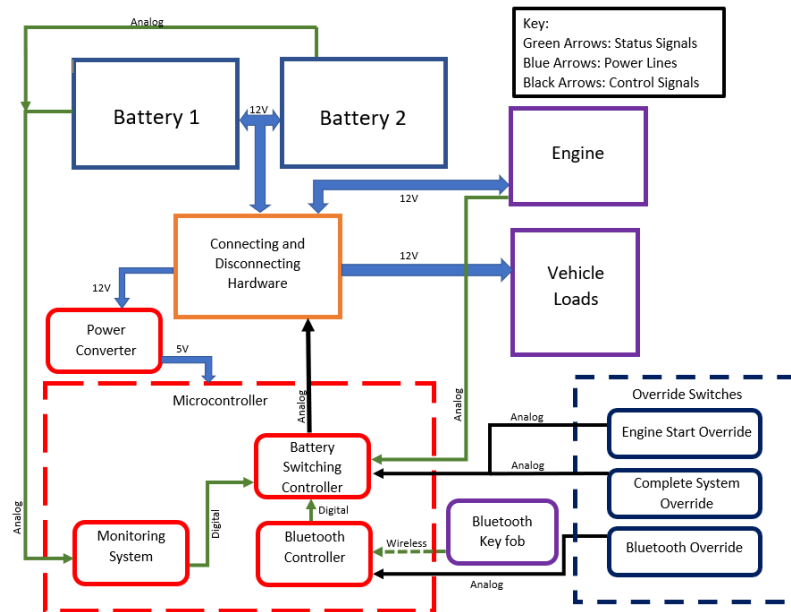 Analog
Key:
Green Arrows: Status Signals
Blue Arrows: Power Lines
Black Arrows: Control Signals
Battery 1
12V
Battery 2
Engine
12V
Connecting and
Disconnecting
Hardware
12V
Vehicle
Loads
12V
Power
Converter
5V
Microcontroller
Analog
Analog
Override Switches
Analog
Engine Start Override
Battery
Switching
Controller
Analog
Complete System
Override
Analog
Digital
Digital
Monitoring
System
Bluetooth
Controller
Wireless
Bluetooth
Key fob
Bluetooth Override
Analog